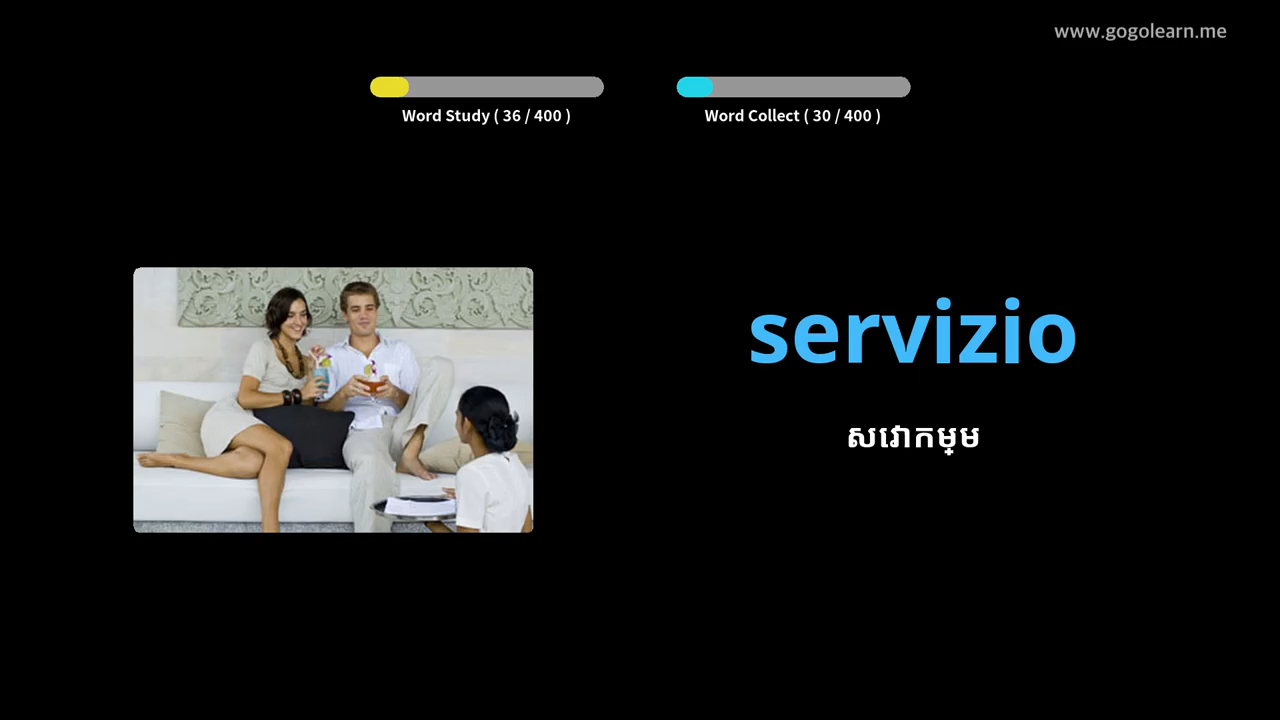 www.gogolearn.me
Word Study ( 36 / 400 )
Word Collect ( 30 / 400 )
servizio
សេវាកម្ម